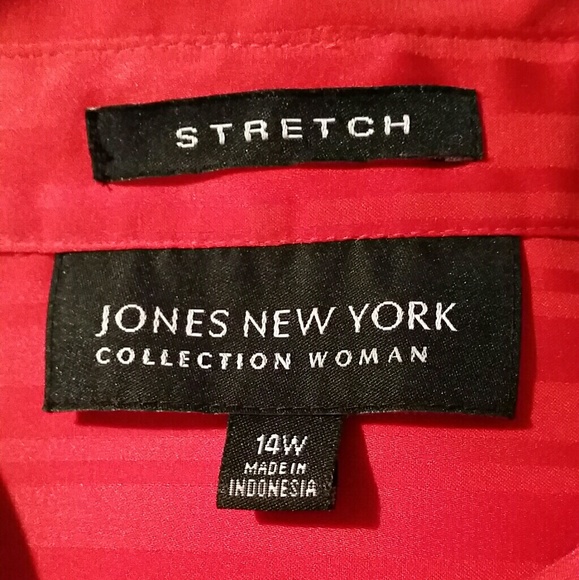 STRETCH
JONES NEW YORK
COLLECTION WOMAN
14W
MADE IN
INDONESIA